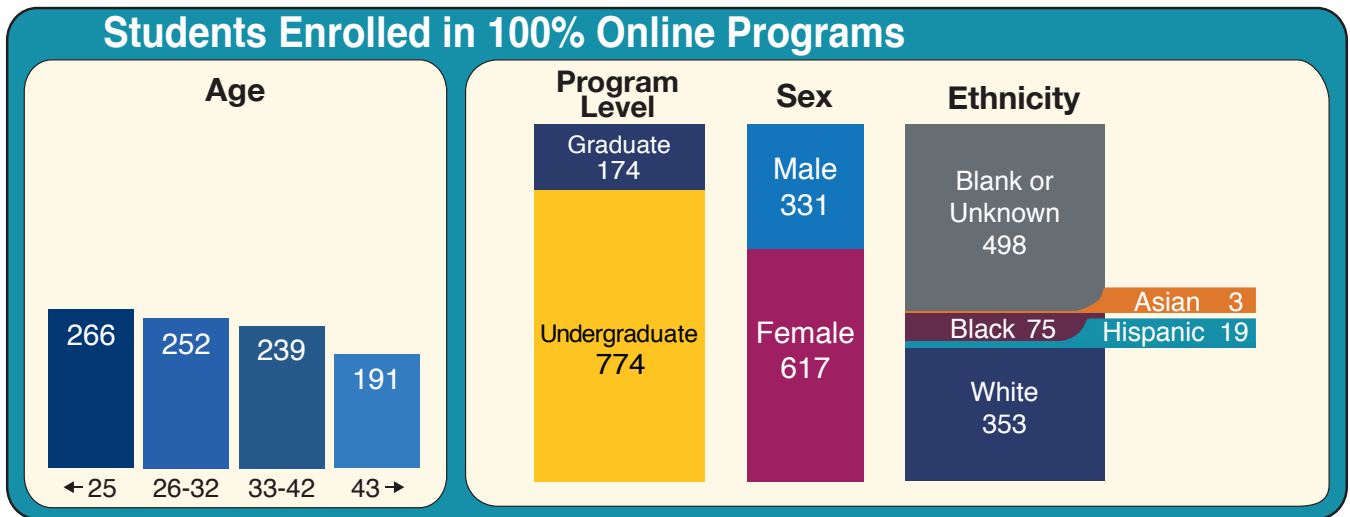 Students Enrolled in 100% Online Programs
Age
266
252
239
191
←25
26-32
33-42
43→
Program
Level
Graduate
174
Undergraduate
774
Sex
Male
331
Female
617
Ethnicity
Blank or
Unknown
498
Asian 3
Black 75
Hispanic 19
White
353